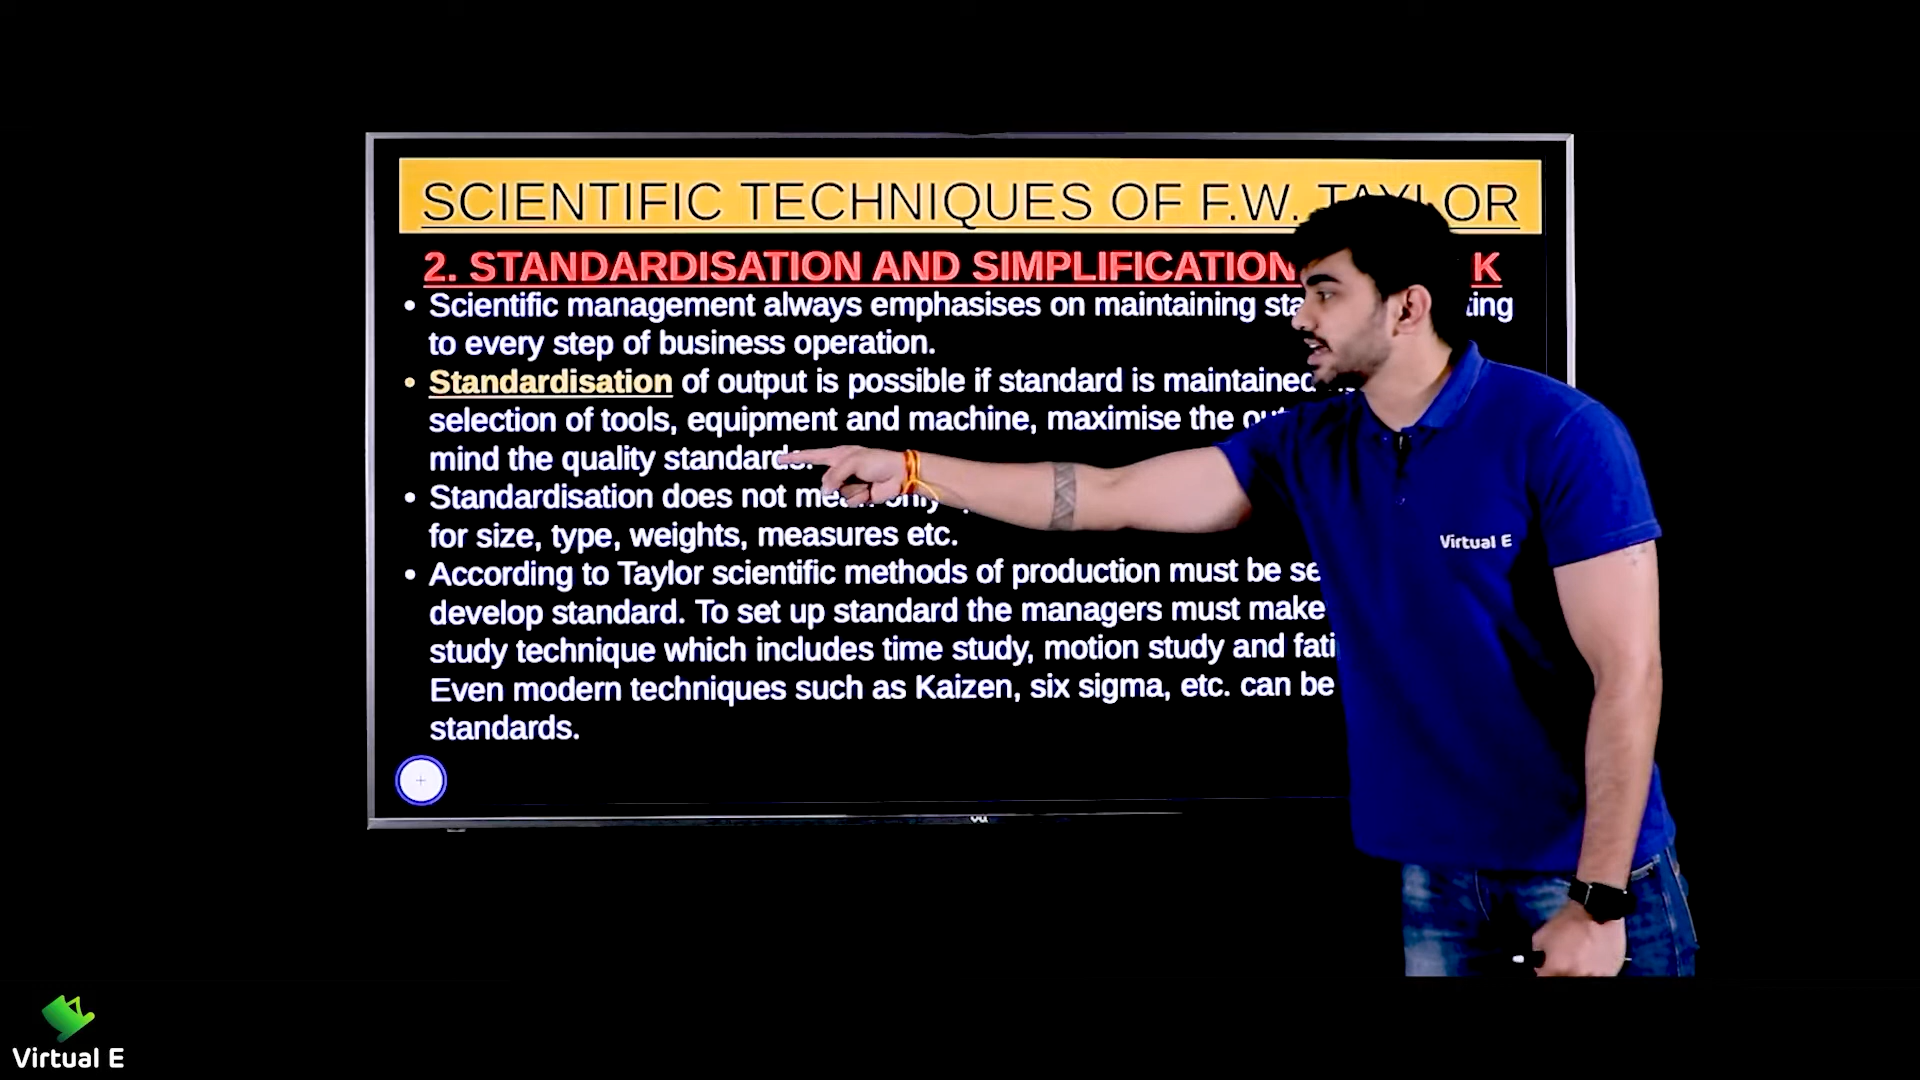 SCIENTIFIC TECHNIQUES OF F.W. TAYLOR
2. STANDARDISATION AND SIMPLIFICATION K
• Scientific management always emphasises on maintaining
to every step of business operation.
• Standardisation of output is possible if standard is maintained
selection of tools, equipment and machine, maximise the
mind the quality standards.
• Standardisation does not mean only
for size, type, weights, measures etc.
• According to Taylor scientific methods of production must be
develop standard. To set up standard the managers must make
study technique which includes time study, motion study and
Even modern techniques such as Kaizen, six sigma, etc. can be
standards.
Virtual E
Virtual E